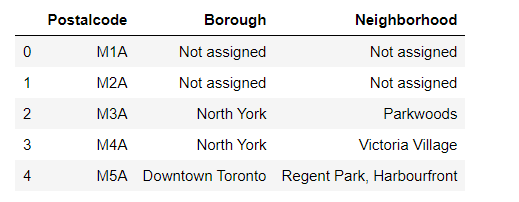 Postalcode Borough Neighborhood
0 M1A Not assigned Not assigned
1 M2A Not assigned Not assigned
2 M3A North York Parkwoods
3 M4A North York Victoria Village
4 M5A Downtown Toronto Regent Park, Harbourfront